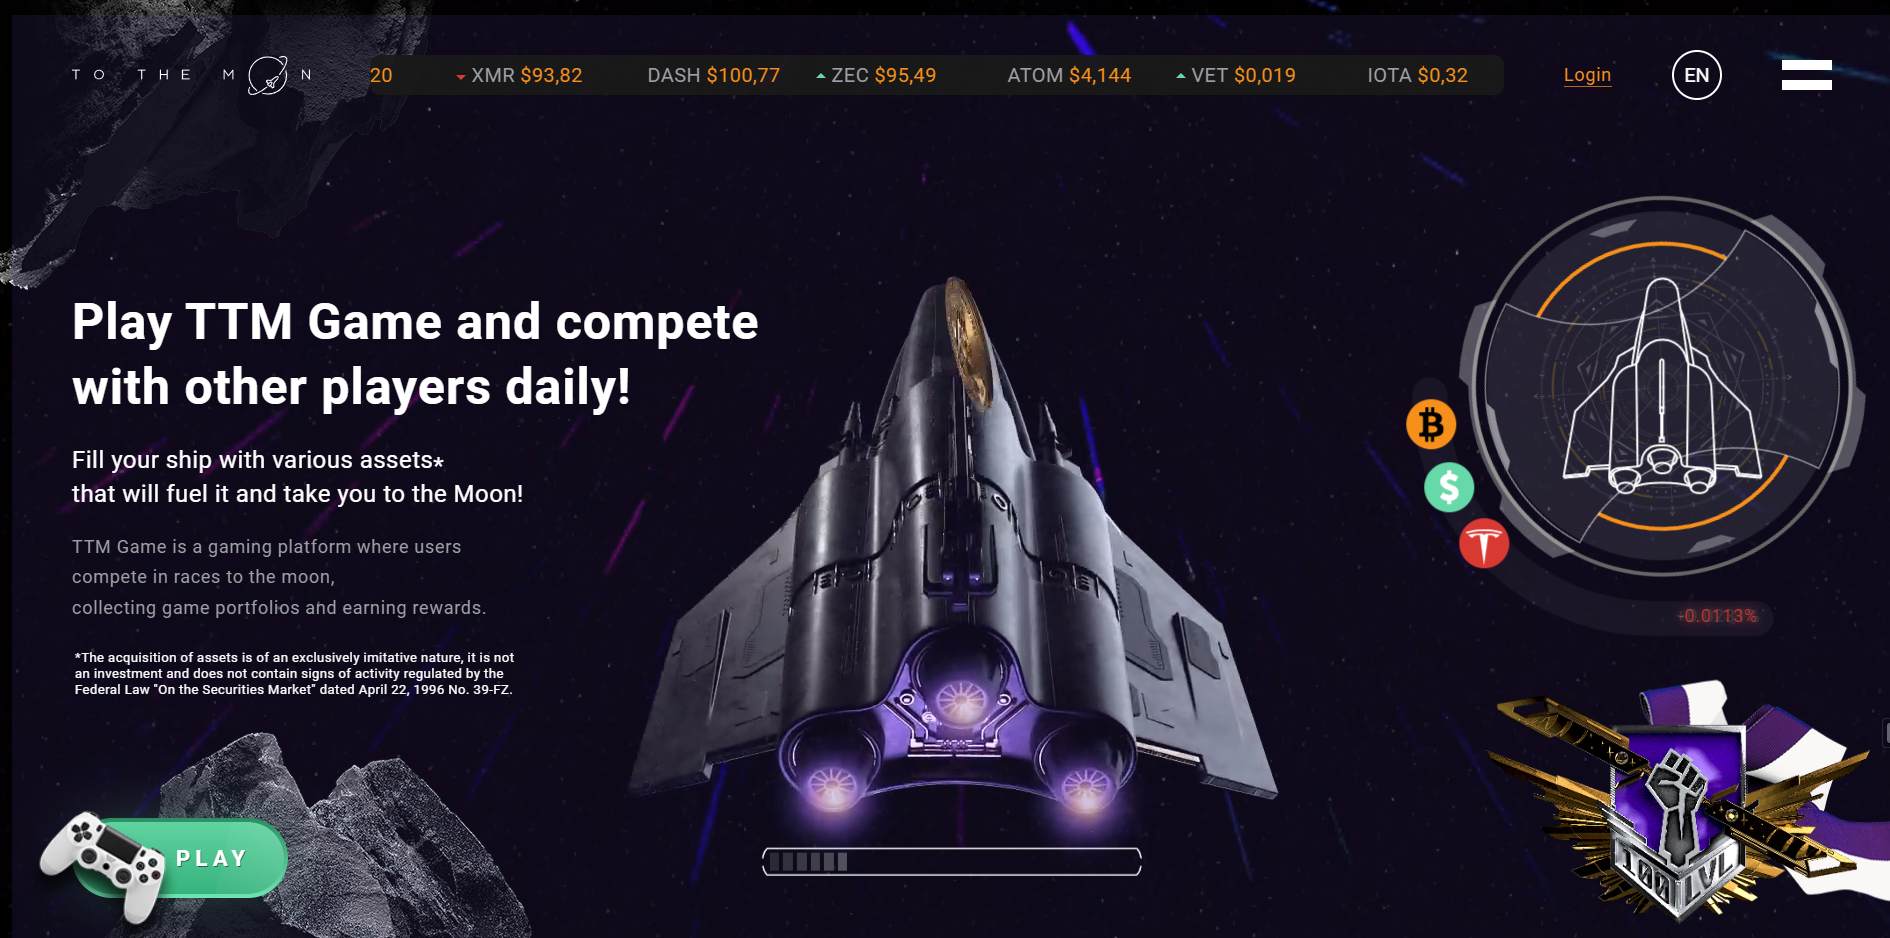 TO THE MOON
20 XMR $93,82 DASH $100,77 ZEC $95,49 ATOM $4,144 VET $0,019 IOTA $0,32
Login
EN
Play TTM Game and compete
with other players daily!
Fill your ship with various assets*
that will fuel it and take you to the Moon!
TTM Game is a gaming platform where users
compete in races to the moon,
collecting game portfolios and earning rewards.
*The acquisition of assets is of an exclusively imitative nature, it is not
an investment and does not contain signs of activity regulated by the
Federal Law "On the Securities Market" dated April 22, 1996 No. 39-FZ.
PLAY
-0.0113%
100 LVL